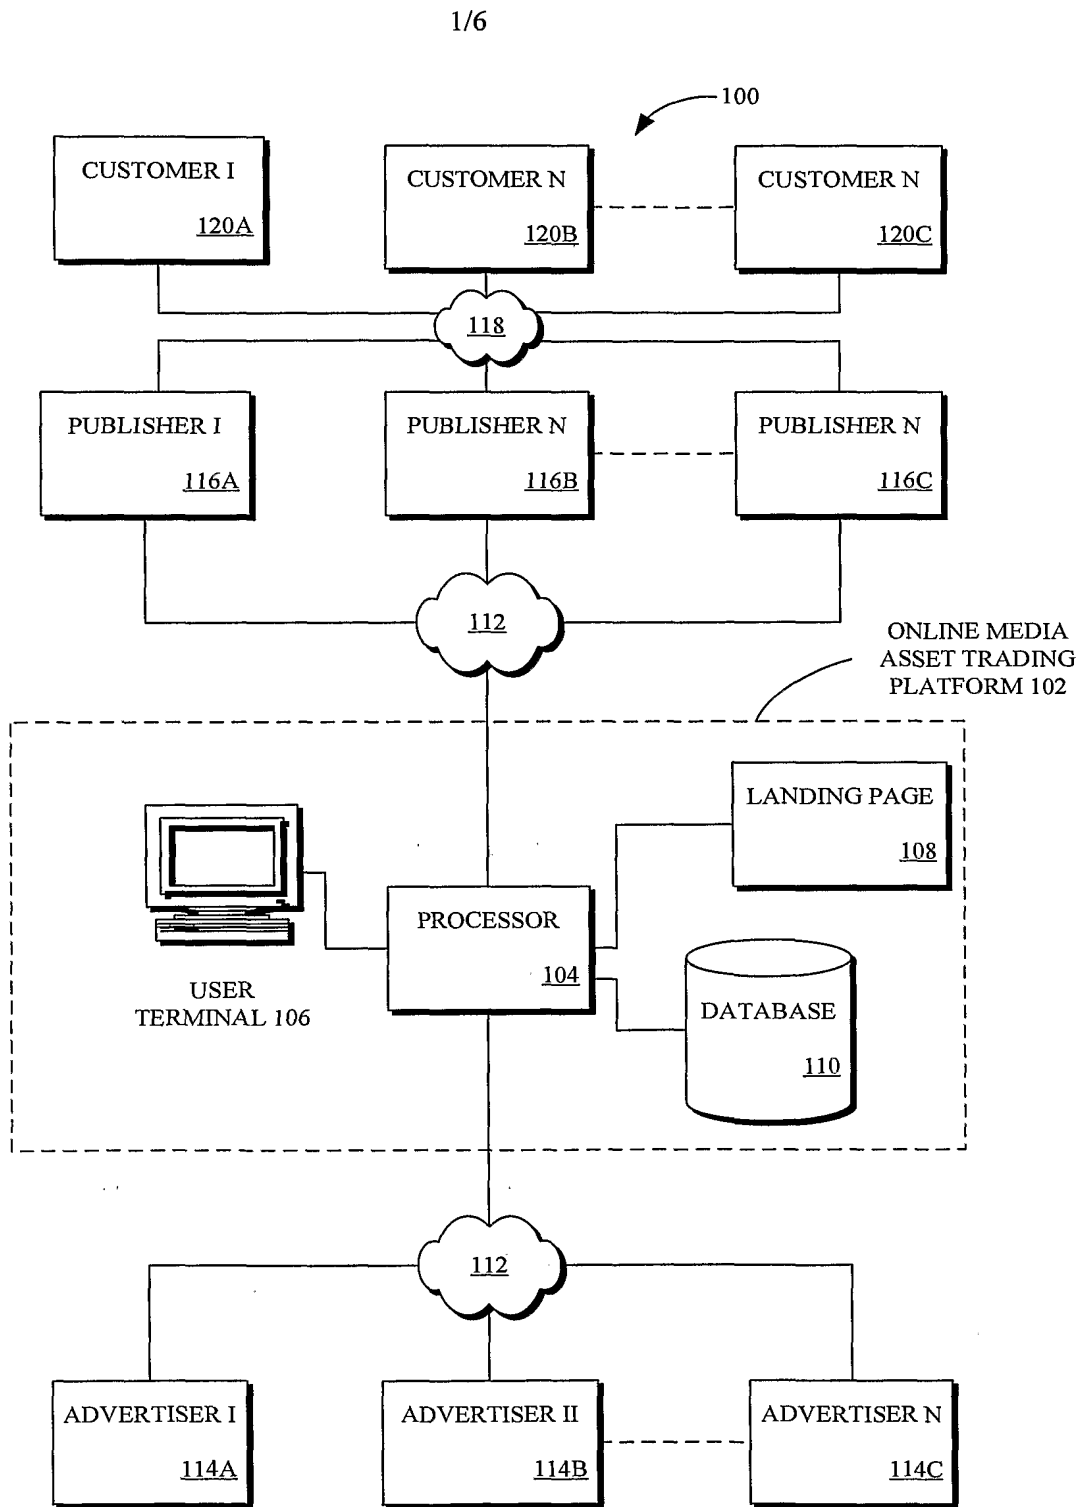 1/6
100
CUSTOMER I
120A
CUSTOMER N
120B
CUSTOMER N
120C
118
PUBLISHER I
116A
PUBLISHER N
116B
PUBLISHER N
116C
112
ONLINE MEDIA
ASSET TRADING
PLATFORM 102
LANDING PAGE
108
PROCESSOR
104
USER
TERMINAL 106
DATABASE
110
112
ADVERTISER I
114A
ADVERTISER II
114B
ADVERTISER N
114C